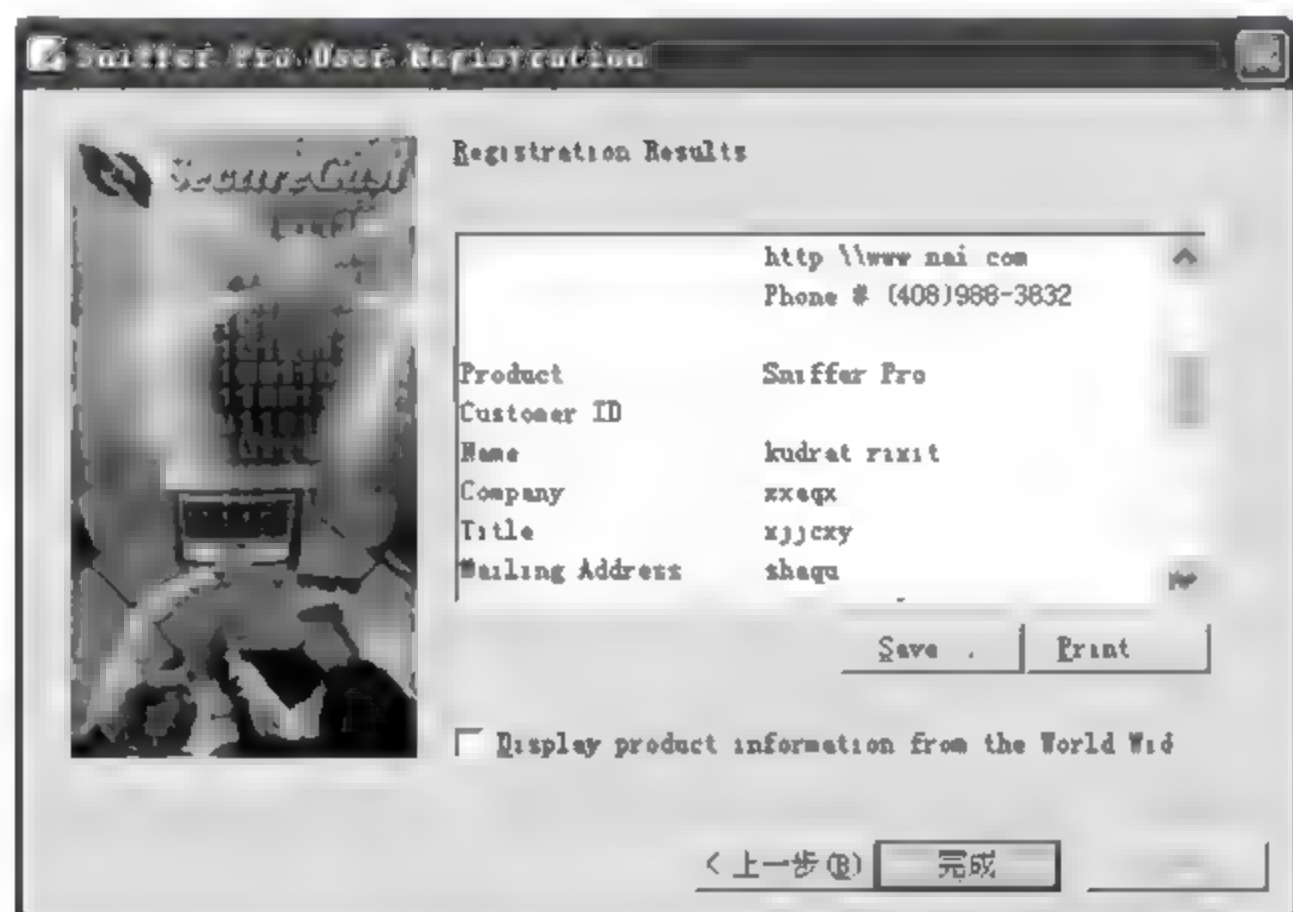 Sniffer Pro User Registration
SecureCast
Registration Results
http \\www nai com
Phone # (408)988-3832
Product Sniffer Pro
Customer ID
Name kudrat rixit
Company
Title xjjcxy
Mailing Address shaqu
Save .
Print
Display product information from the World Wid
< 上一步(B)
完成